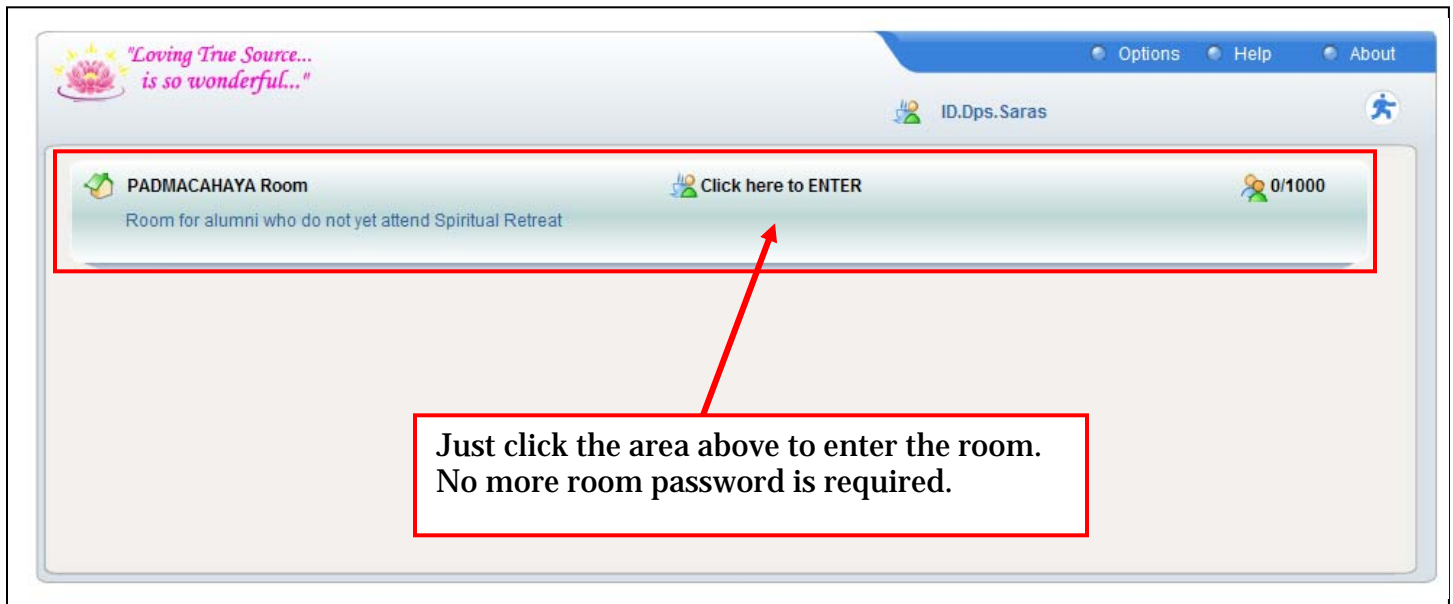 "Loving True Source...
is so wonderful..."
Options Help About
ID.Dps.Saras
PADMACAHAYA Room Click here to ENTER 0/1000
Room for alumni who do not yet attend Spiritual Retreat
Just click the area above to enter the room.
No more room password is required.